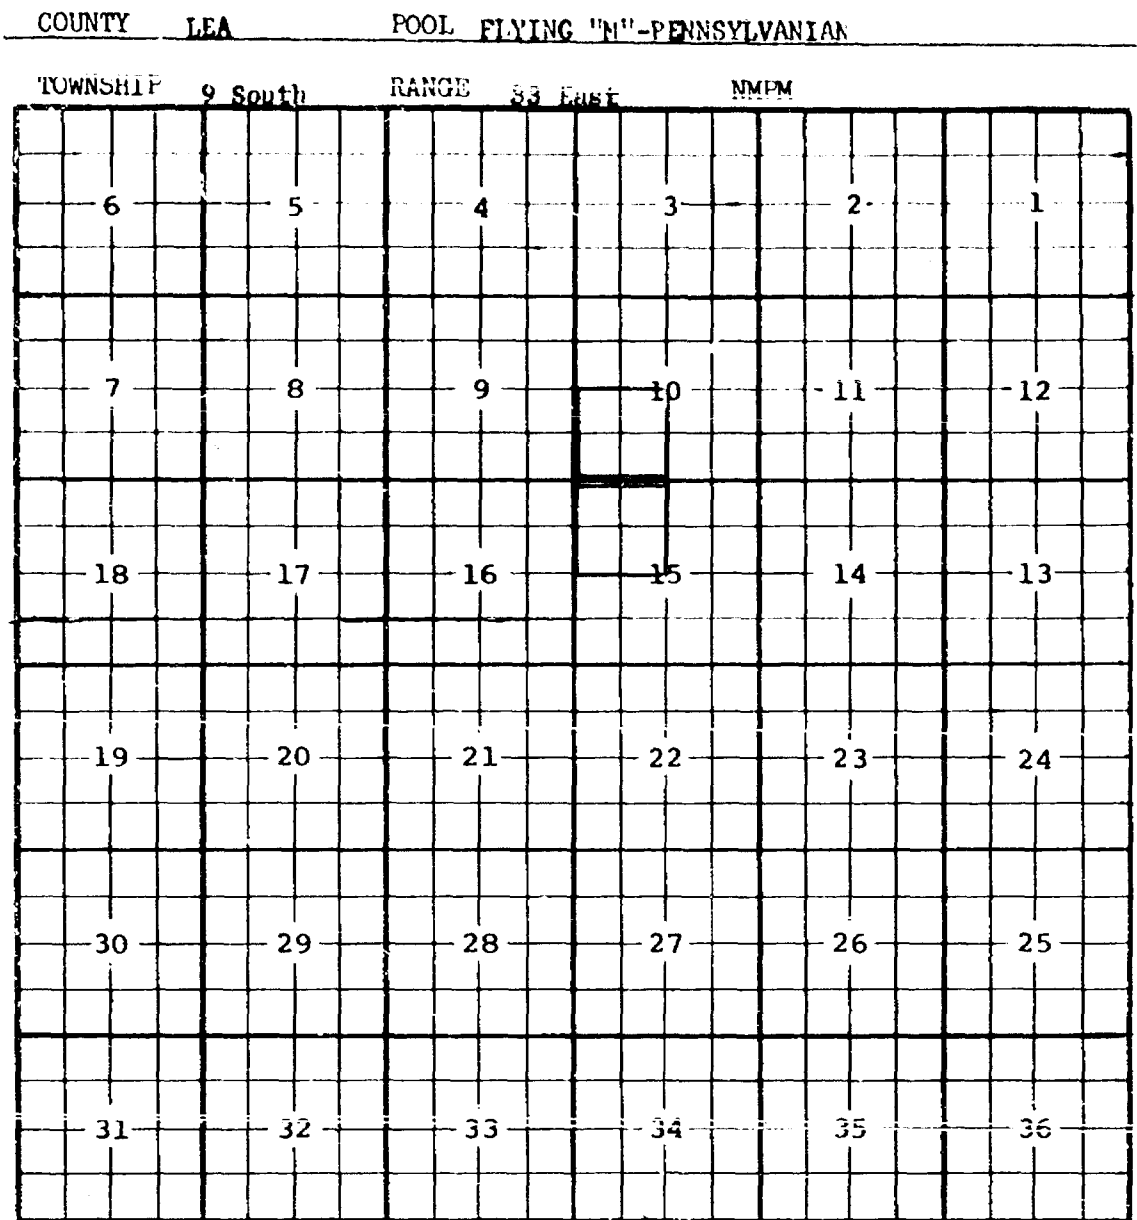 COUNTY LEA POOL FLYING "M"-PENNSYLVANIAN
TOWNSHIP 9 South RANGE 33 East NMPM
6 5 4 3 2 1
7 8 9 10 11 12
18 17 16 15 14 13
19 20 21 22 23 24
30 29 28 27 26 25
31 32 33 34 35 36